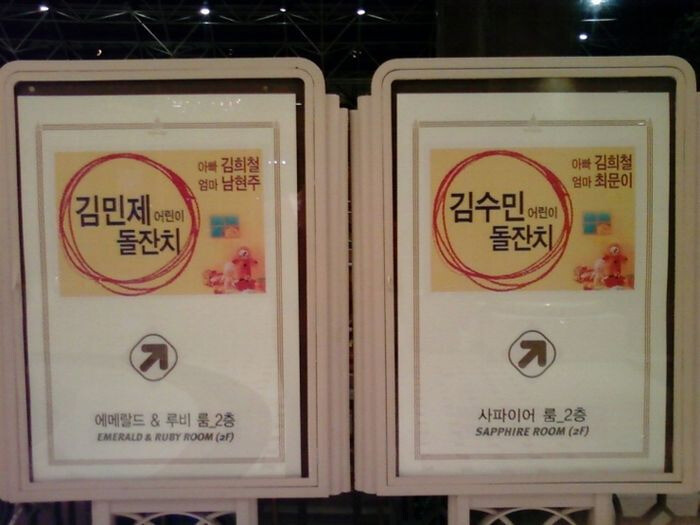 아빠 김희철
엄마 남현주
김민제 어린이
돌잔치
에메랄드 & 루비 룸_2층
EMERALD & RUBY ROOM (2F)
아빠 김희철
엄마 최문이
김수민 어린이
돌잔치
사파이어 룸_2층
SAPPHIRE ROOM (2F)